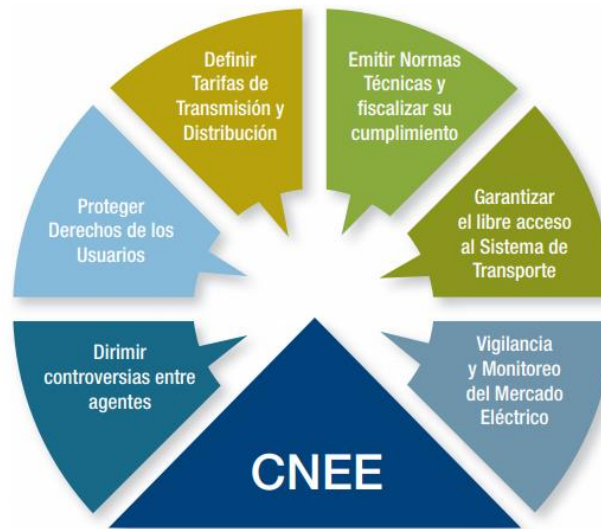 Definir
Tarifas de
Transmisión y
Distribución
Emitir Normas
Técnicas y
fiscalizar su
cumplimiento
Proteger
Derechos de los
Usuarios
Garantizar
el libre acceso
al Sistema de
Transporte
Dirimir
controversias entre
agentes
Vigilancia
y Monitoreo
del Mercado
Eléctrico
CNEE